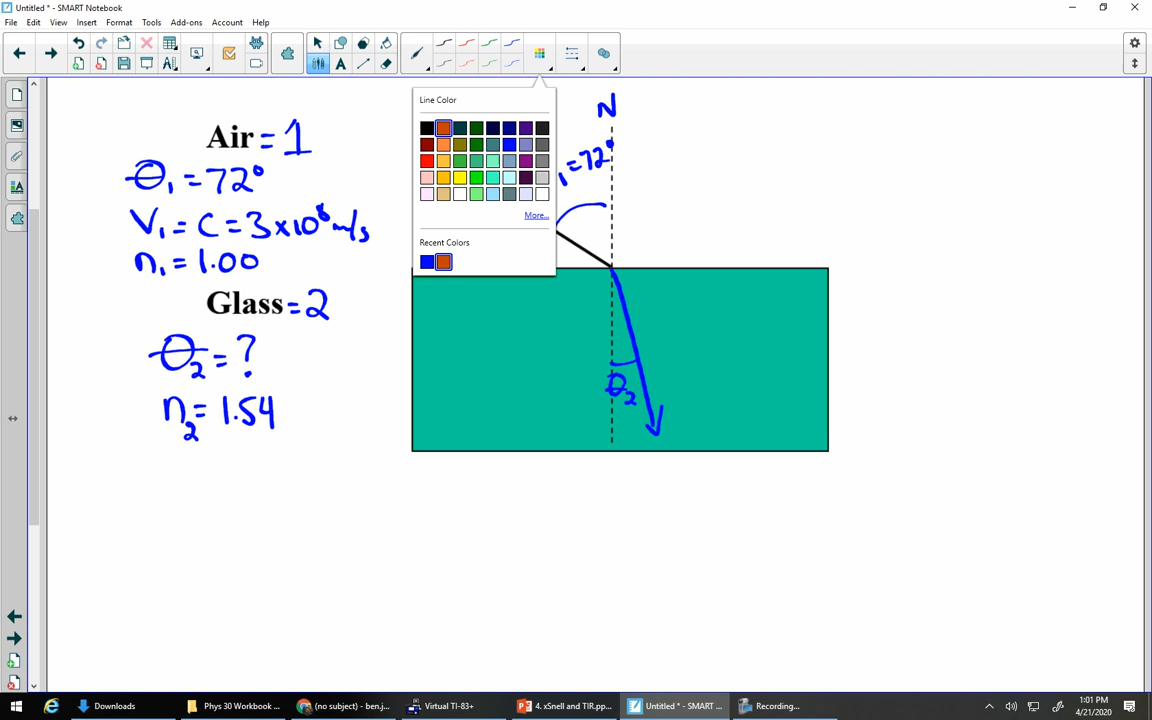 Untitled * - SMART Notebook
File Edit View Insert Format Tools Add-ons Account Help
Line Color
More...
Recent Colors
N
Air = 1
1 = 72°
θ1 = 72°
V1 = C = 3x10^8 m/s
n1 = 1.00
Glass = 2
θ2 = ?
θ2
n2 = 1.54
Downloads
Phys 30 Workbook ...
(no subject) - ben.j...
Virtual TI-83+
4. xSnell and TIR.pp...
Untitled * - SMART ...
Recording...
1:01 PM
4/21/2020